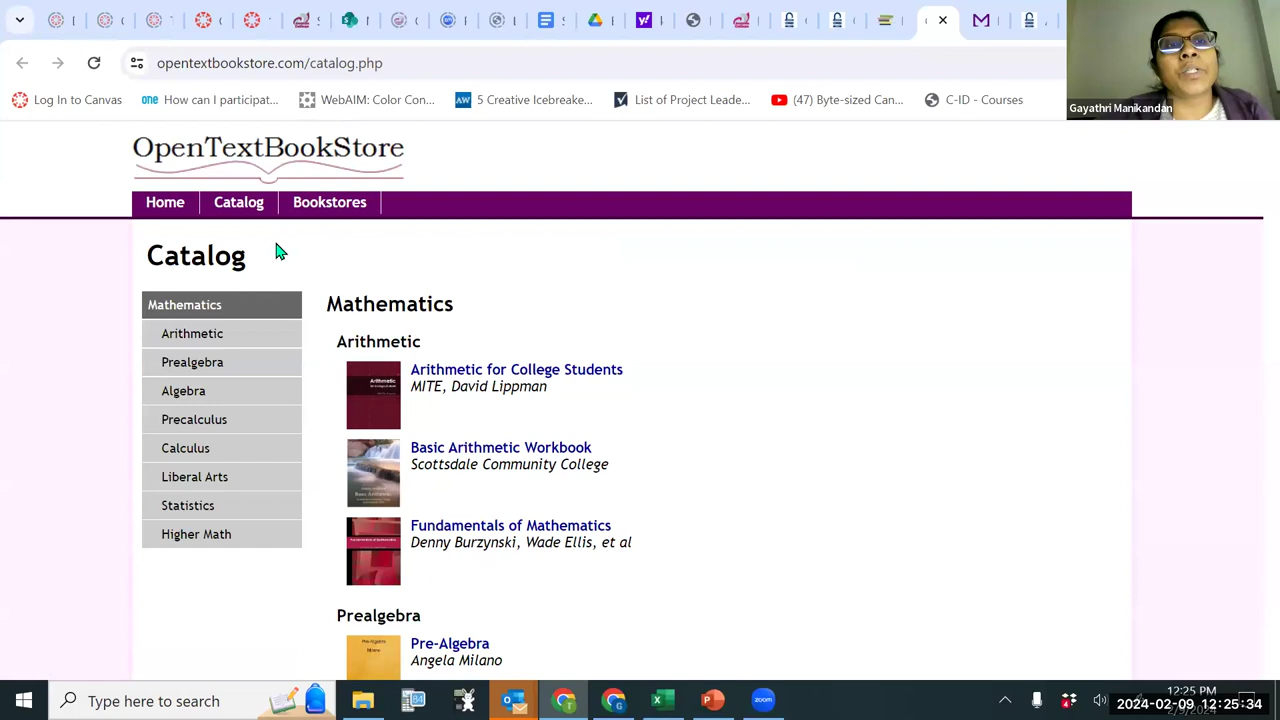 opentextbookstore.com/catalog.php
Log In to Canvas
one How can I participat...
WebAIM: Color Con...
AW 5 Creative Icebreake...
List of Project Leade...
(47) Byte-sized Can...
C-ID - Courses
Gayathri Manikandan
OpenTextBookStore
Home
Catalog
Bookstores
Catalog
Mathematics
Arithmetic
Prealgebra
Algebra
Precalculus
Calculus
Liberal Arts
Statistics
Higher Math
Mathematics
Arithmetic
Arithmetic for College Students
MITE, David Lippman
Basic Arithmetic Workbook
Scottsdale Community College
Fundamentals of Mathematics
Denny Burzynski, Wade Ellis, et al
Prealgebra
Pre-Algebra
Angela Milano
Type here to search
zoom
12:25 PM
2024-02-09 12:25:34